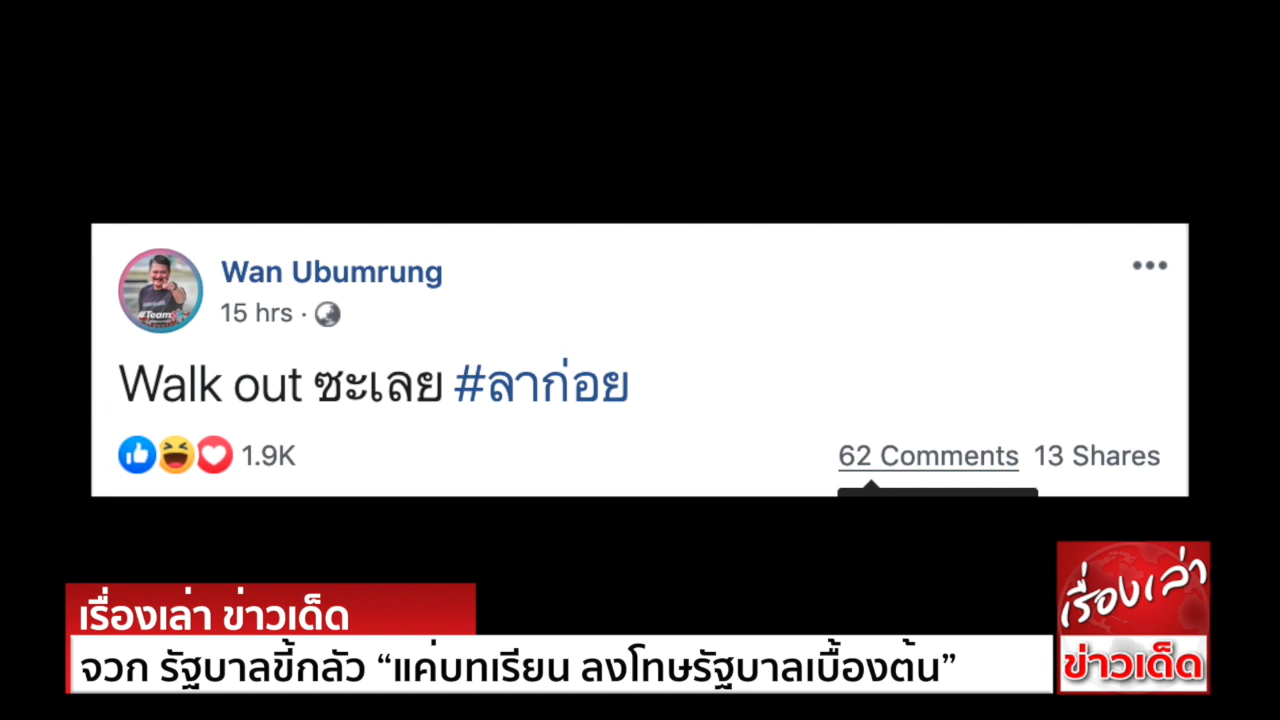 Wan Ubumrung
15 hrs ·
#Team
Walk out ซะเลย #ลาก่อย
1.9K
62 Comments 13 Shares
เรื่องเล่า ข่าวเด็ด
จวก รัฐบาลขี้กลัว “แค่บทเรียน ลงโทษรัฐบาลเบื้องต้น”
เรื่องเล่า
ข่าวเด็ด